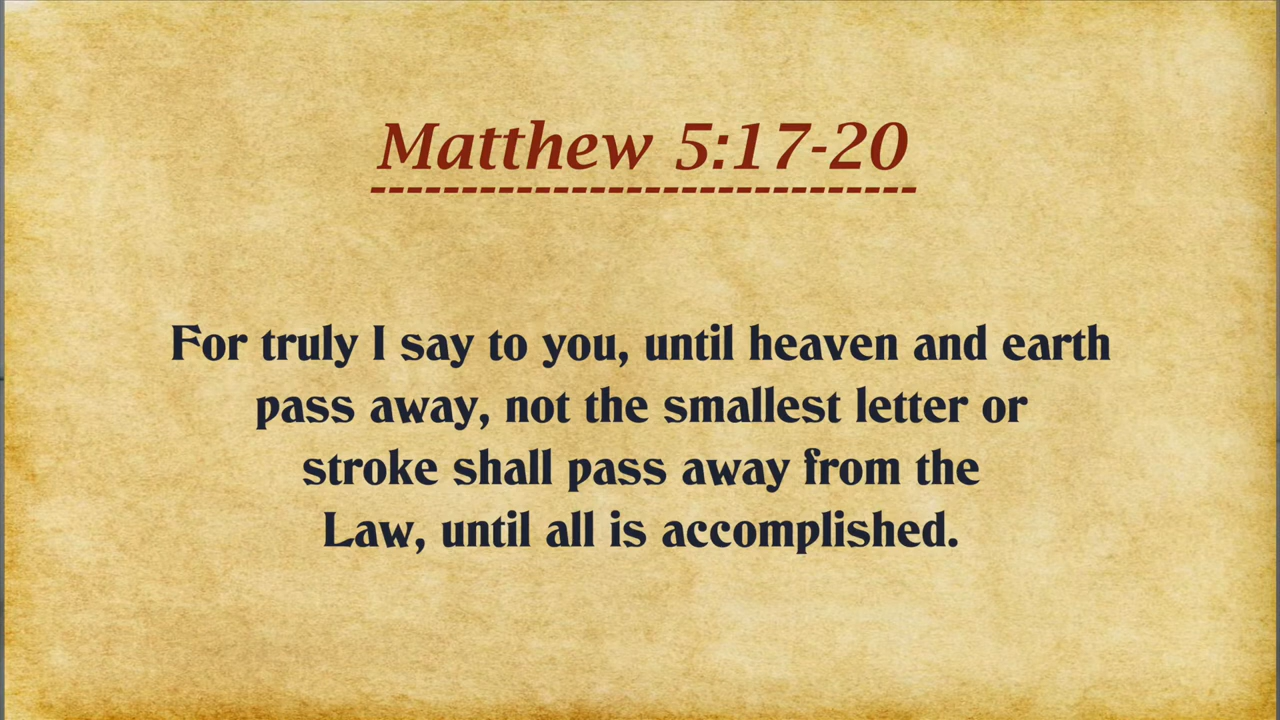 Matthew 5:17-20
For truly I say to you, until heaven and earth
pass away, not the smallest letter or
stroke shall pass away from the
Law, until all is accomplished.